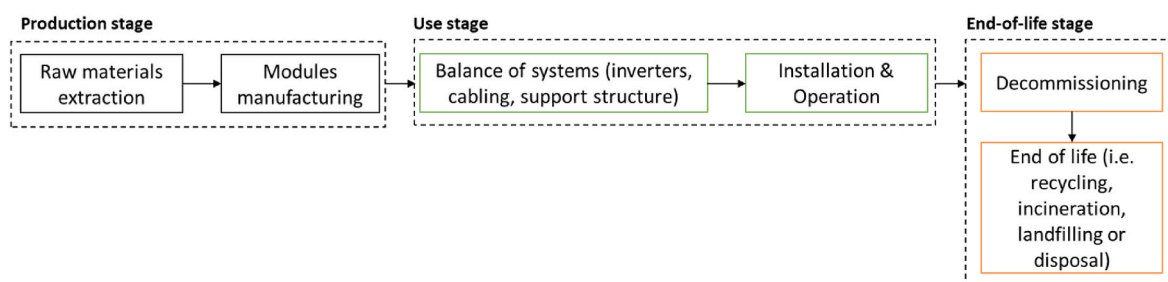 Production stage
Raw materials
extraction
Modules
manufacturing
Use stage
Balance of systems (inverters,
cabling, support structure)
Installation &
Operation
End-of-life stage
Decommissioning
End of life (i.e.
recycling,
incineration,
landfilling or
disposal)